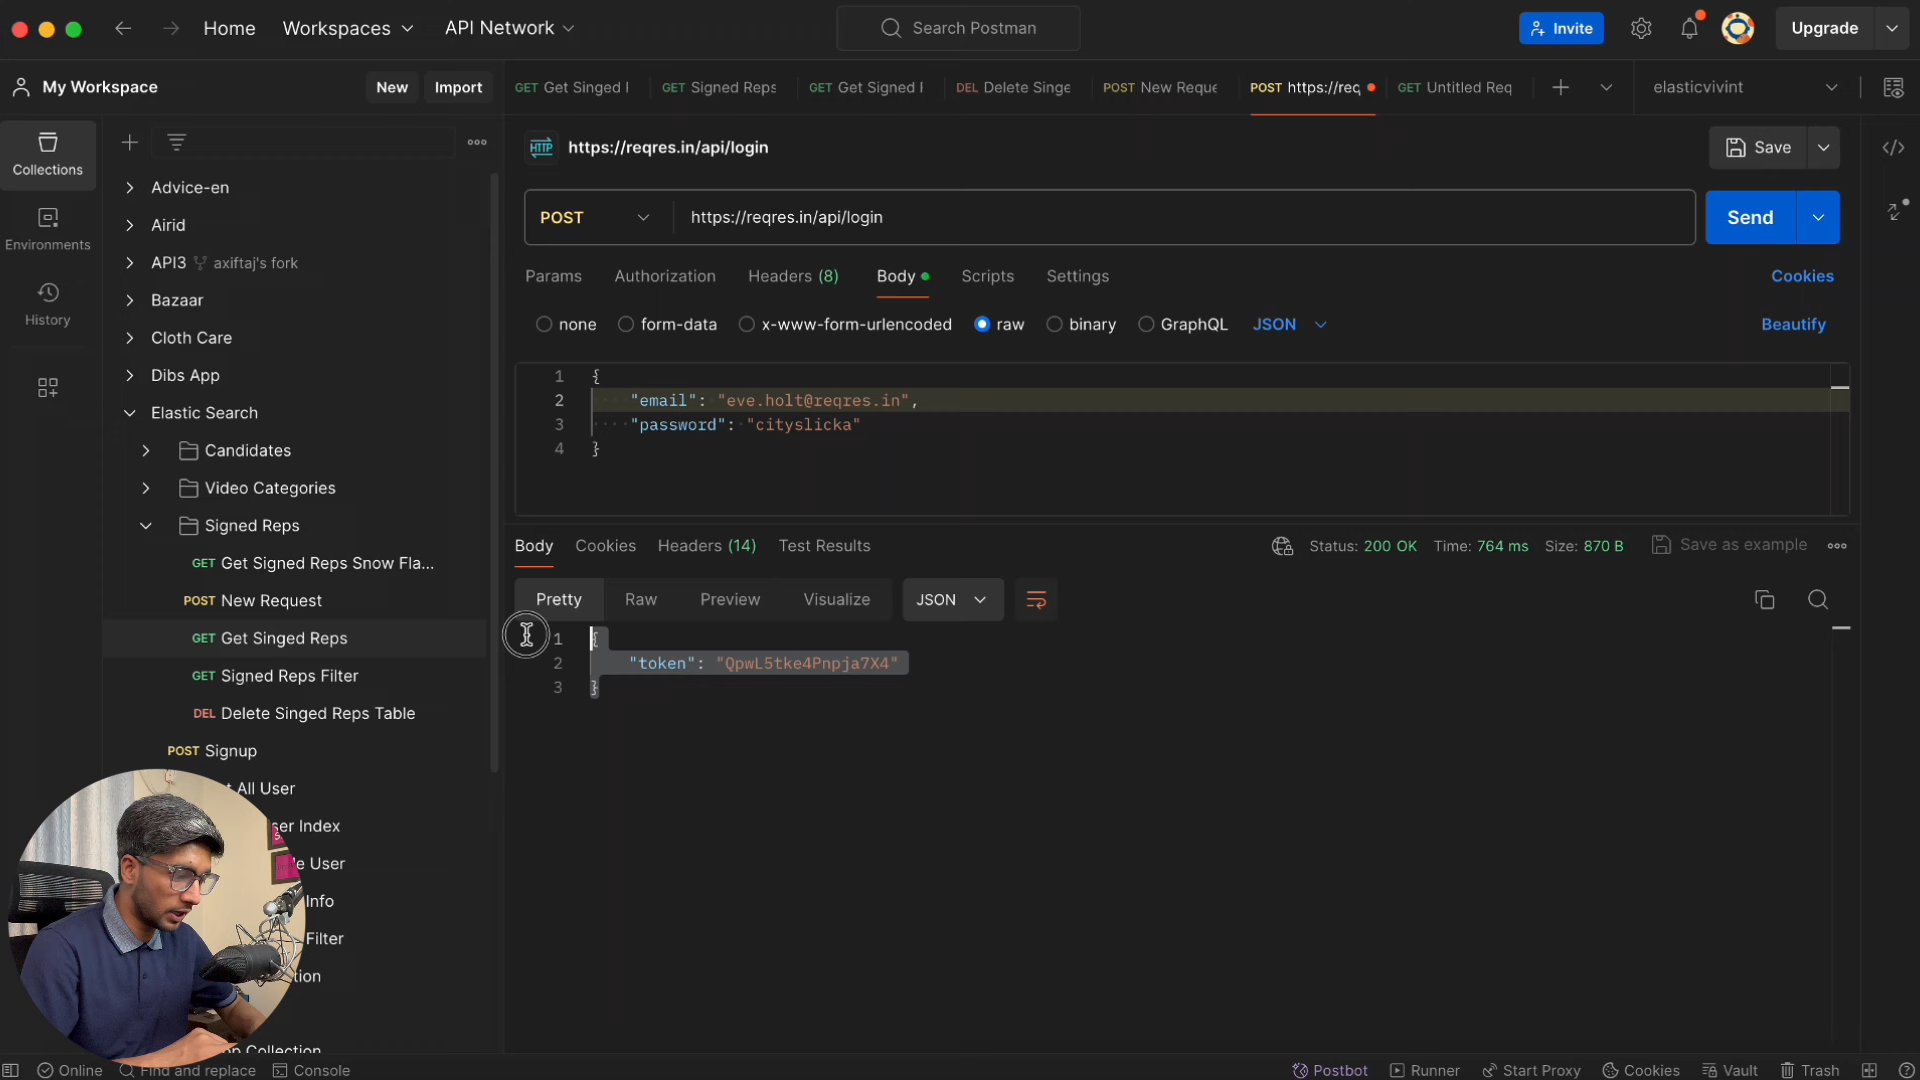 Home
Workspaces
API Network
Search Postman
Invite
Upgrade
My Workspace
New
Import
GET Get Singed
GET Signed Reps
GET Get Signed
DEL Delete Singe
POST New Reque
POST https://req
GET Untitled Req
elasticvivint
Collections
Environments
History
Advice-en
Airid
API3 axiftaj's fork
Bazaar
Cloth Care
Dibs App
Elastic Search
Candidates
Video Categories
Signed Reps
GET Get Signed Reps Snow Fla...
POST New Request
GET Get Singed Reps
GET Signed Reps Filter
DEL Delete Singed Reps Table
POST Signup
All User
ser Index
User
Info
Filter
tion
Collection
HTTP https://reqres.in/api/login
Save
POST
https://reqres.in/api/login
Send
Params
Authorization
Headers (8)
Body
Scripts
Settings
Cookies
none
form-data
x-www-form-urlencoded
raw
binary
GraphQL
JSON
Beautify
1 {
2 "email": "eve.holt@reqres.in",
3 "password": "cityslicka"
4 }
Body
Cookies
Headers (14)
Test Results
Status: 200 OK
Time: 764 ms
Size: 870 B
Save as example
Pretty
Raw
Preview
Visualize
JSON
1 {
2 "token": "QpwL5tke4Pnpja7X4"
3 }
Online
Find and replace
Console
Postbot
Runner
Start Proxy
Cookies
Vault
Trash